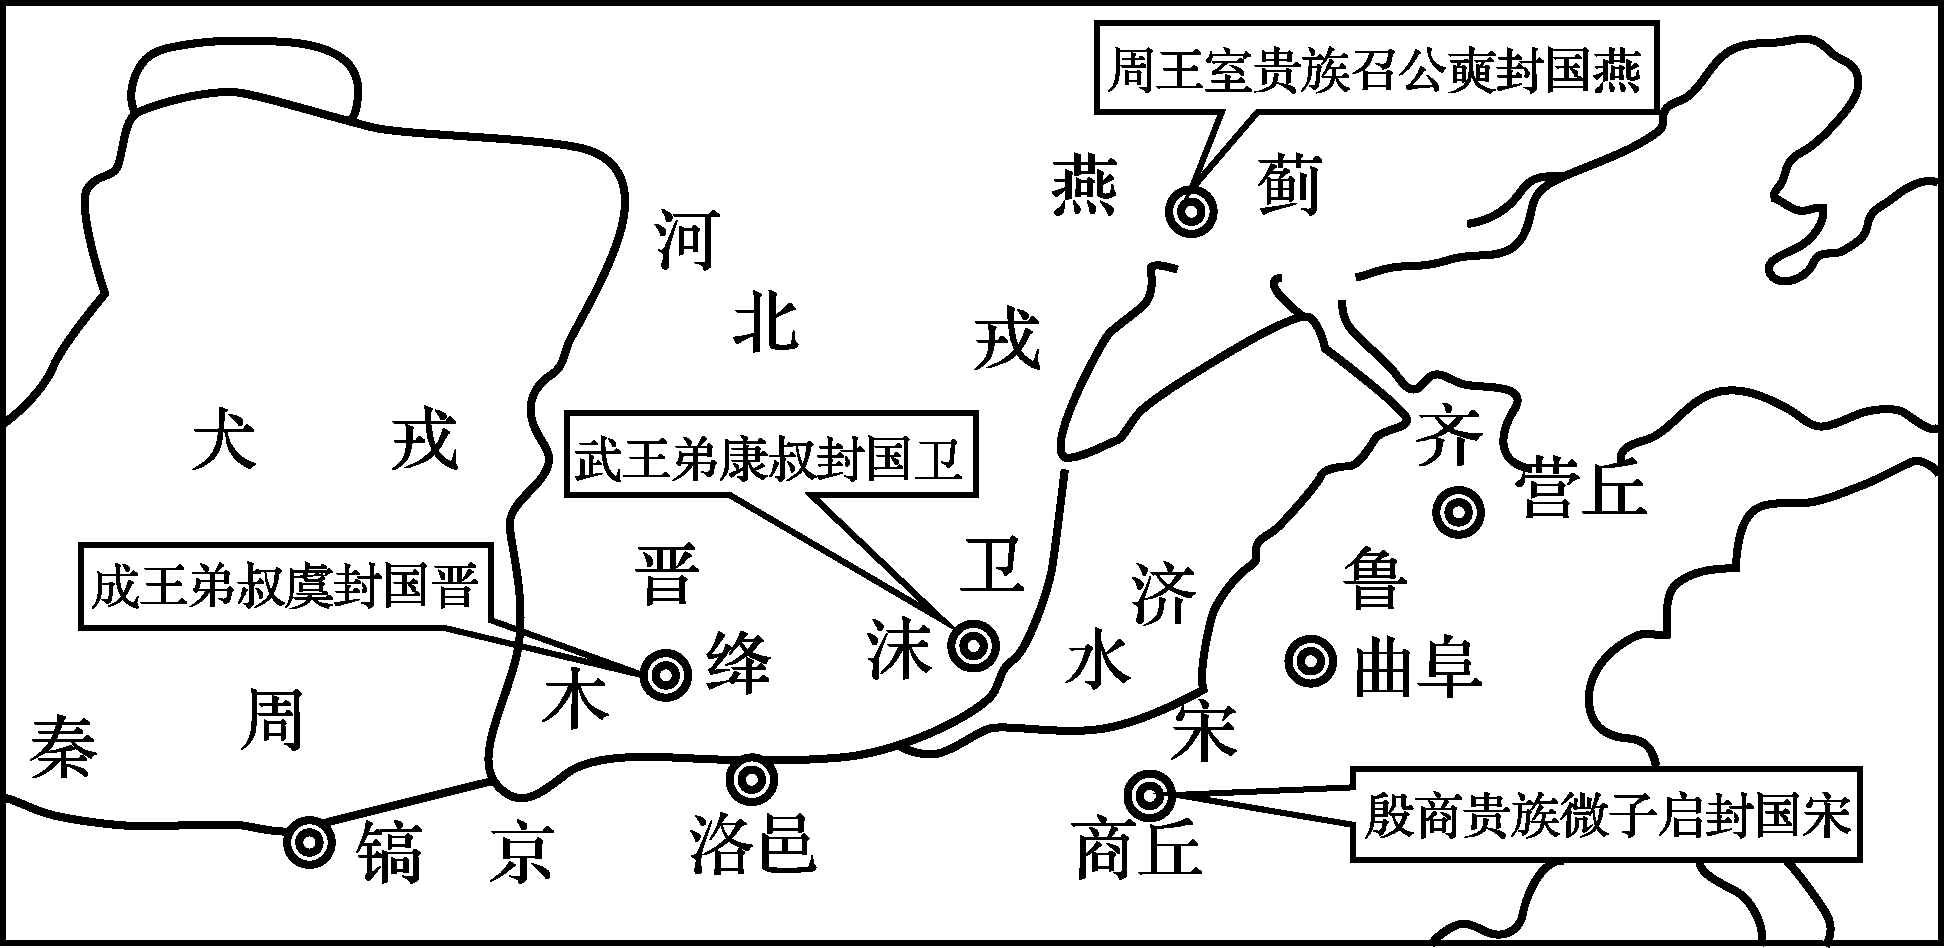 周王室贵族召公奭封国燕
燕
蓟
河
北
戎
犬
戎
武王弟康叔封国卫
齐
营丘
成王弟叔虞封国晋
晋
卫
济
水
鲁
绛
沬
曲阜
木
周
秦
宋
镐
京
洛邑
商丘
殷商贵族微子启封国宋